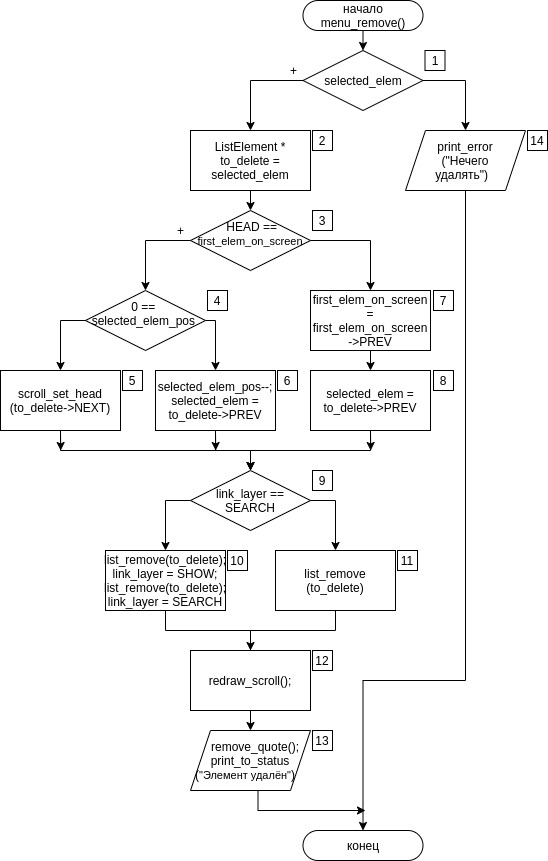 начало
menu_remove()
1
selected_elem
+
2
ListElement *
to_delete =
selected_elem
14
print_error
("Нечего
удалять")
3
HEAD ==
first_elem_on_screen
+
4
0 ==
selected_elem_pos
7
first_elem_on_screen
=
first_elem_on_screen
->PREV
5
scroll_set_head
(to_delete->NEXT)
6
selected_elem_pos--;
selected_elem =
to_delete->PREV
8
selected_elem =
to_delete->PREV
9
link_layer ==
SEARCH
10
ist_remove(to_delete);
link_layer = SHOW;
ist_remove(to_delete);
link_layer = SEARCH
11
list_remove
(to_delete)
12
redraw_scroll();
13
remove_quote();
print_to_status
("Элемент удалён")
конец